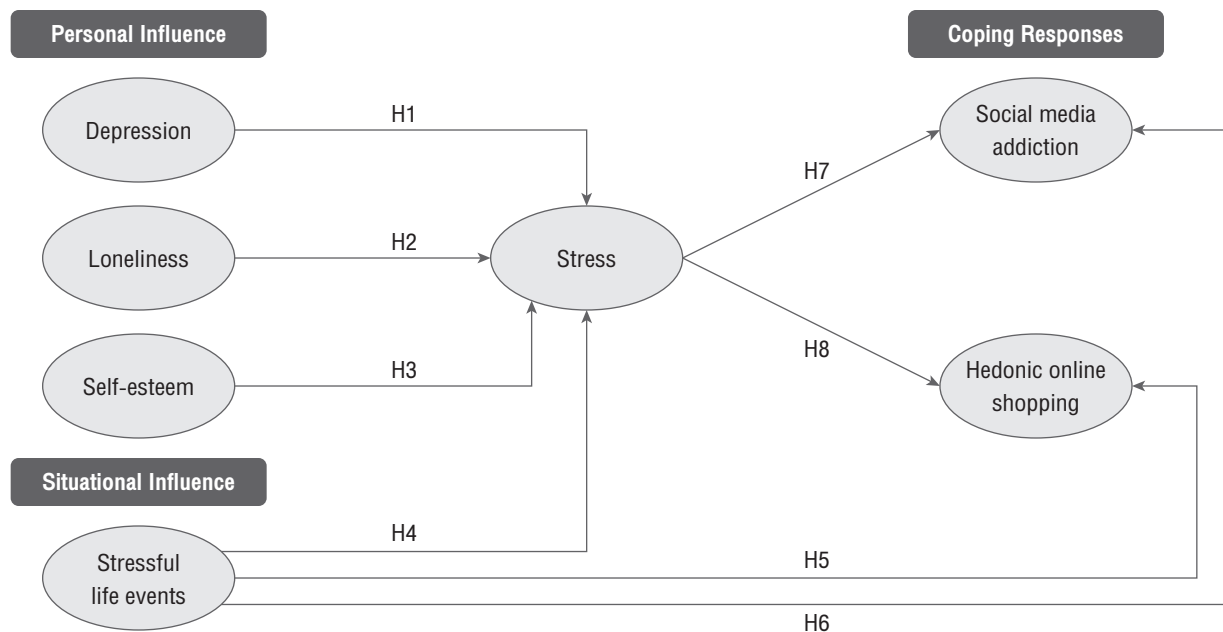 Personal Influence
Coping Responses
Depression
H1
Social media
addiction
H7
Loneliness
H2
Stress
H8
Self-esteem
H3
Hedonic online
shopping
Situational Influence
H4
Stressful
life events
H5
H6